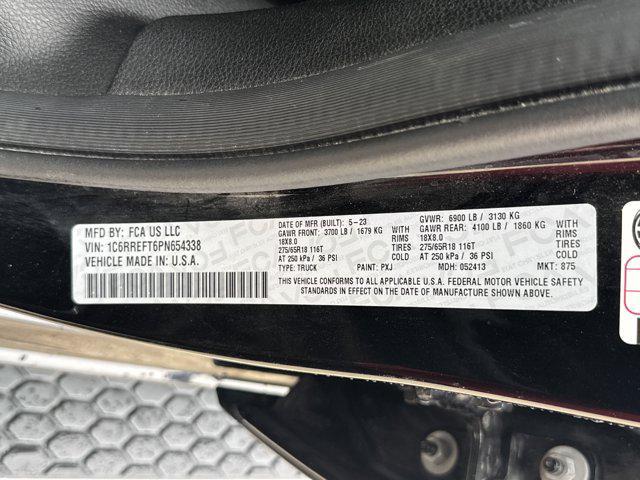 MFD BY: FCA US LLC
VIN: 1C6RREFT6PN654338
VEHICLE MADE IN: U.S.A.
DATE OF MFR (BUILT): 5-23 GVWR: 6900 LB / 3130 KG
GAWR FRONT: 3700 LB / 1679 KG WITH GAWR REAR: 4100 LB / 1860 KG WITH
18X8.0 RIMS 18X8.0 RIMS
275/65R18 116T TIRES 275/65R18 116T TIRES
AT 250 kPa / 36 PSI COLD AT 250 kPa / 36 PSI COLD
TYPE: TRUCK PAINT: PXJ MDH: 052413 MKT: 875
THIS VEHICLE CONFORMS TO ALL APPLICABLE U.S.A. FEDERAL MOTOR VEHICLE SAFETY
STANDARDS IN EFFECT ON THE DATE OF MANUFACTURE SHOWN ABOVE.